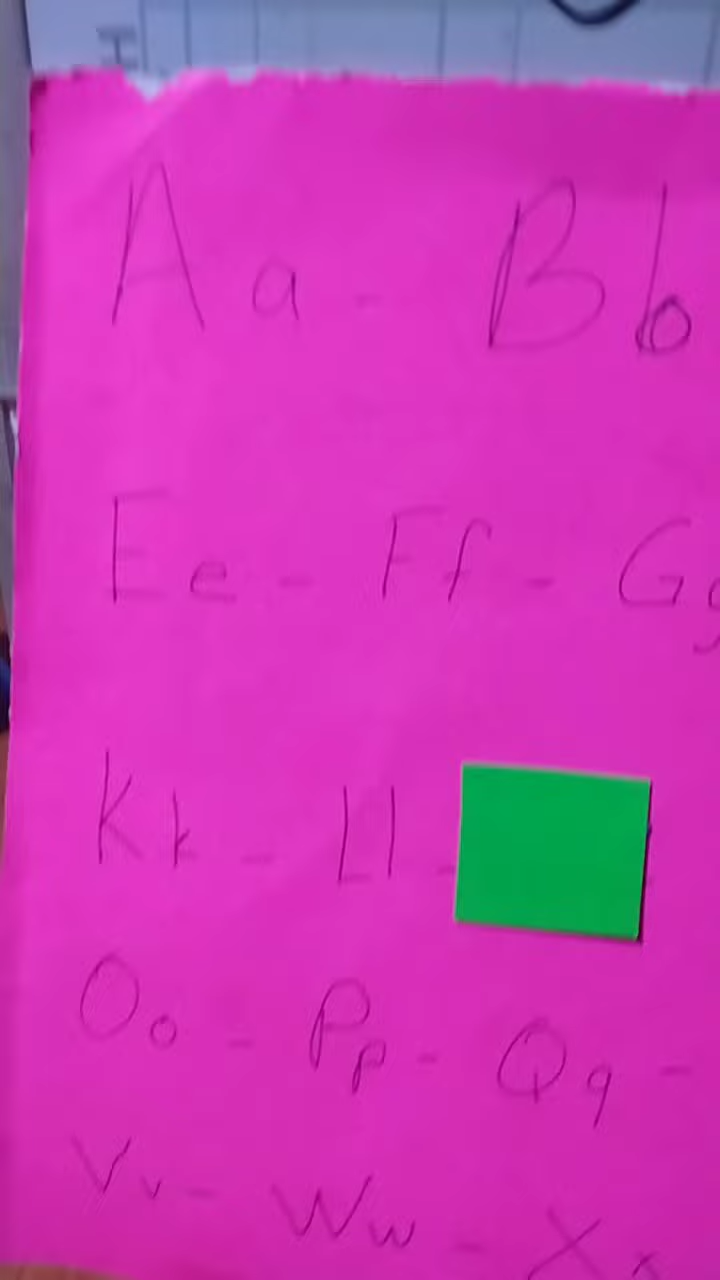 Aa - Bb
Ee - Ff - Gg
Kk - Ll -
Oo - Pp - Qq -
Vv - Ww - Xx